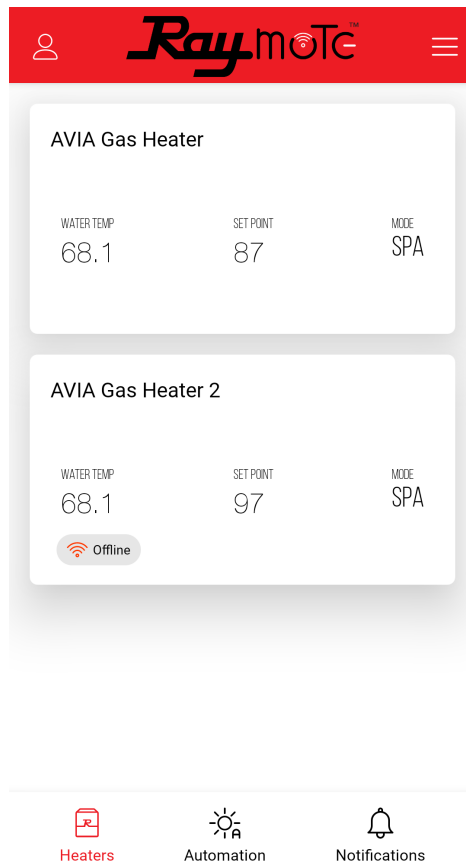 Raymote™
AVIA Gas Heater
WATER TEMP SET POINT MODE
68.1 87 SPA
AVIA Gas Heater 2
WATER TEMP SET POINT MODE
68.1 97 SPA
Offline
R
A
Heaters Automation Notifications